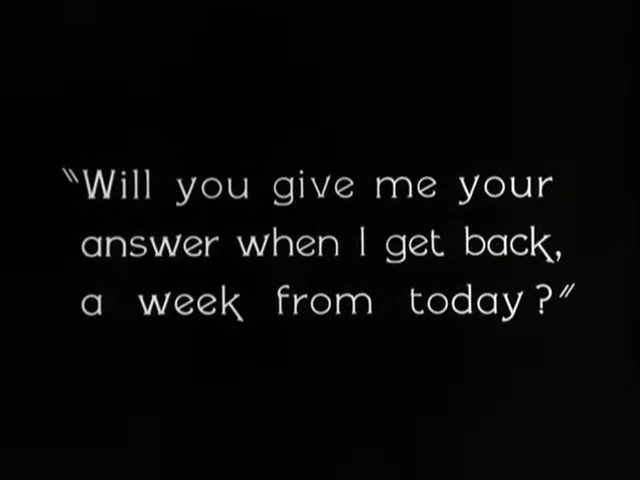 "Will you give me your
answer when I get back,
a week from today?"